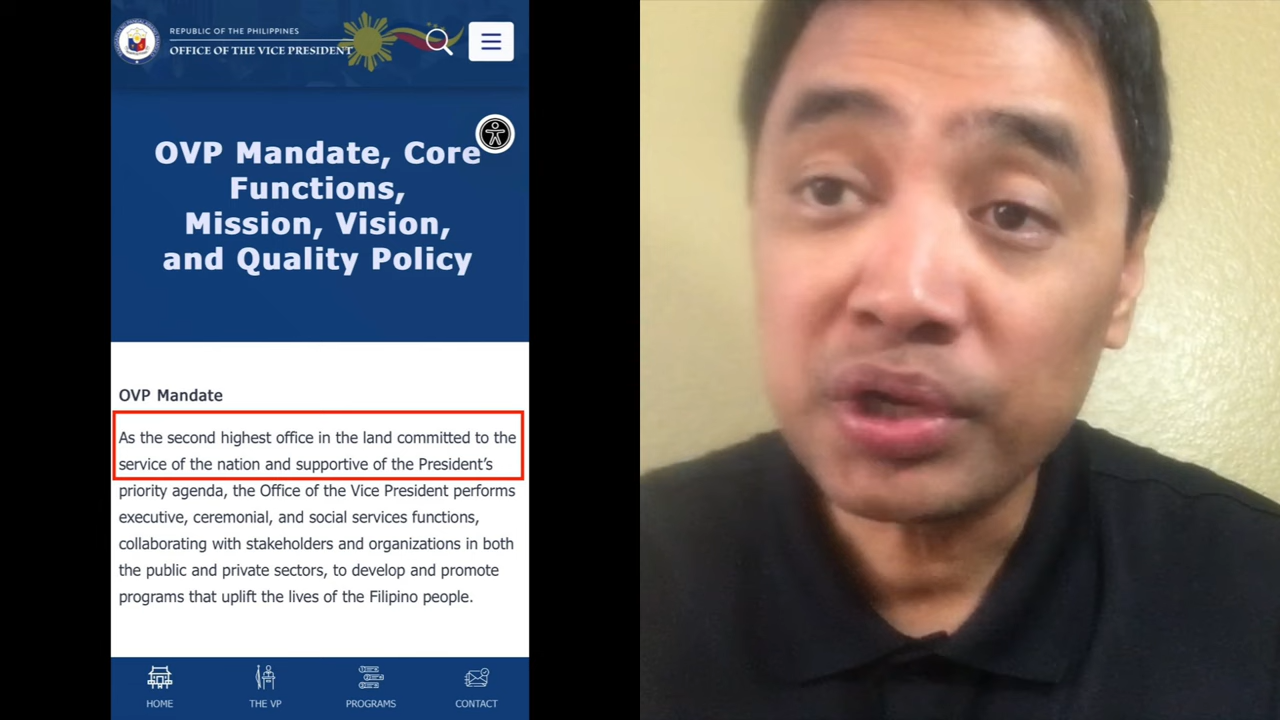 REPUBLIC OF THE PHILIPPINES
OFFICE OF THE VICE PRESIDENT
OVP Mandate, Core
Functions,
Mission, Vision,
and Quality Policy
OVP Mandate
As the second highest office in the land committed to the
service of the nation and supportive of the President's
priority agenda, the Office of the Vice President performs
executive, ceremonial, and social services functions,
collaborating with stakeholders and organizations in both
the public and private sectors, to develop and promote
programs that uplift the lives of the Filipino people.
HOME
THE VP
PROGRAMS
CONTACT